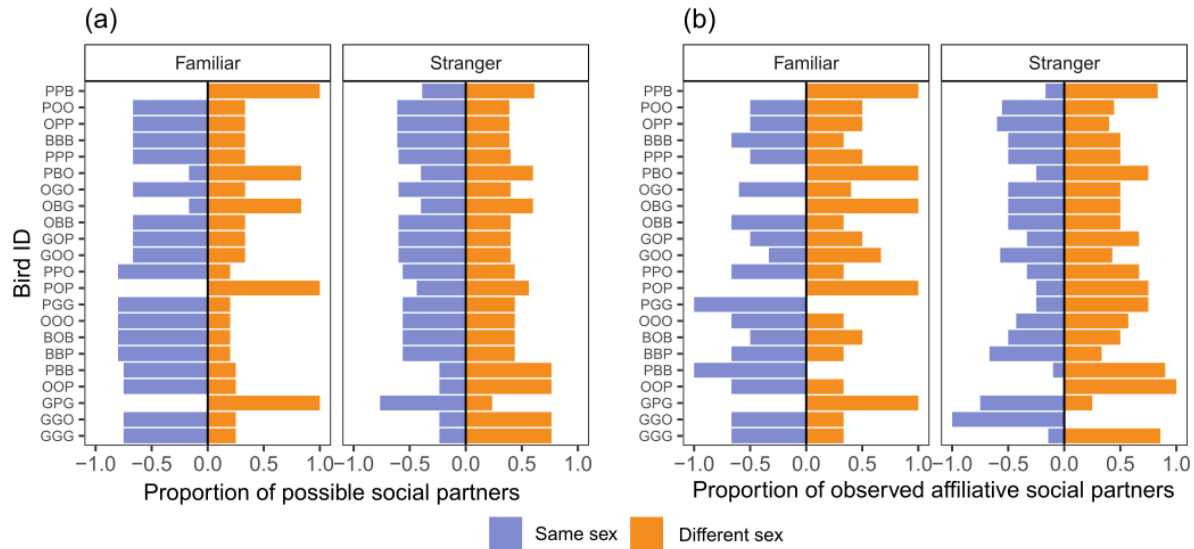 (a)
Familiar
Stranger
Bird ID
PPB
POO
OPP
BBB
PPP
PBO
OGO
OBG
OBB
GOP
GOO
PPO
POP
PGG
OOO
BOB
BBP
PBB
OOP
GPG
GGO
GGG
−1.0 −0.5 0.0 0.5 1.0 −1.0 −0.5 0.0 0.5 1.0
Proportion of possible social partners
(b)
Familiar
Stranger
PPB
POO
OPP
BBB
PPP
PBO
OGO
OBG
OBB
GOP
GOO
PPO
POP
PGG
OOO
BOB
BBP
PBB
OOP
GPG
GGO
GGG
−1.0 −0.5 0.0 0.5 1.0 −1.0 −0.5 0.0 0.5 1.0
Proportion of observed affiliative social partners
Same sex
Different sex